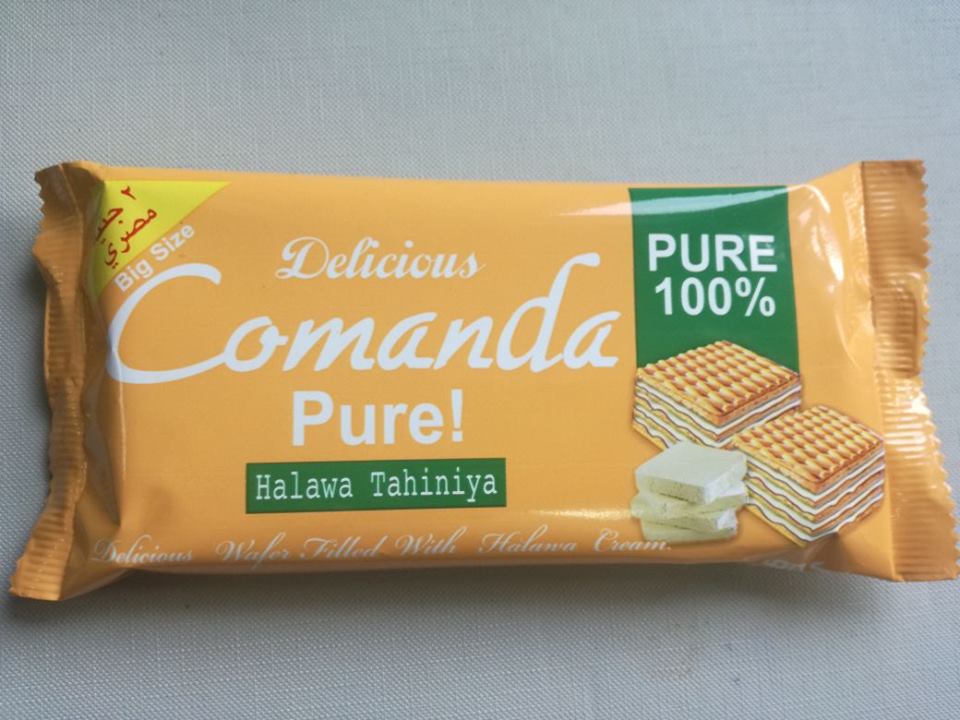 ٢ جنيه
مصري
Big Size
Delicious
Comanda
Pure!
Halawa Tahiniya
Delicious Wafer Filled With Halawa Cream.
PURE
100%